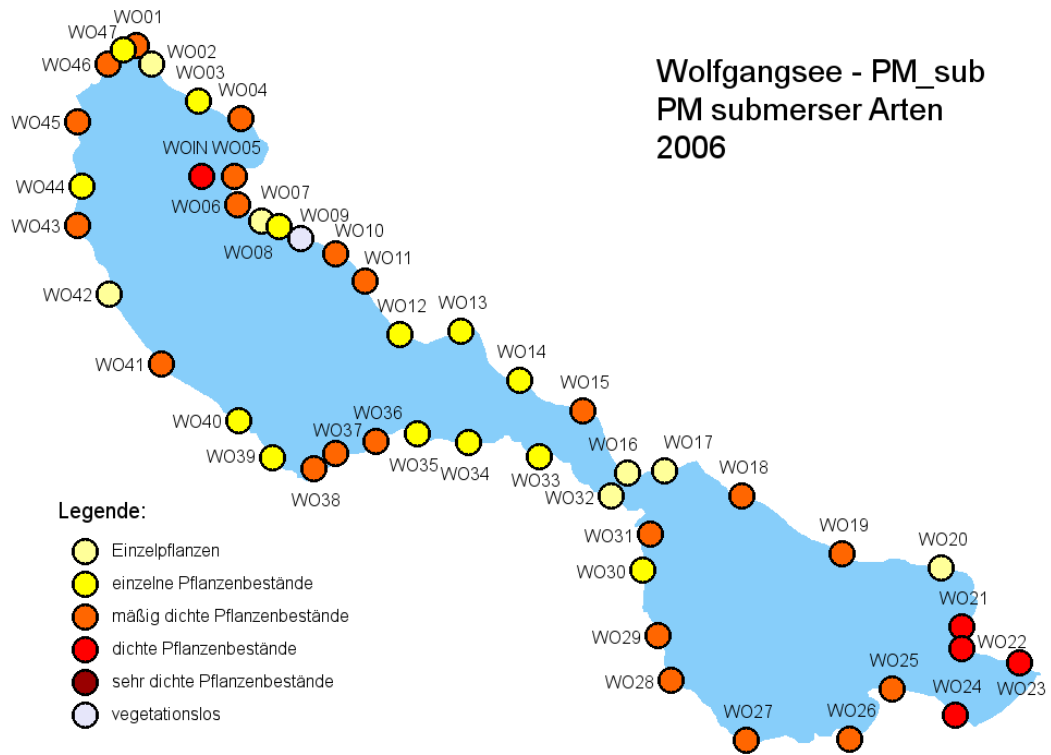 Wolfgangsee - PM_sub
PM submerser Arten
2006
WO47
WO01
WO46
WO02
WO03
WO04
WO45
WOIN
WO05
WO44
WO06
WO07
WO43
WO08
WO09
WO10
WO11
WO42
WO12
WO13
WO41
WO14
WO15
WO40
WO36
WO37
WO39
WO35
WO34
WO33
WO16
WO17
WO38
WO32
WO18
WO31
WO19
WO20
WO30
WO21
WO29
WO22
WO28
WO25
WO23
WO24
WO27
WO26
Legende:
Einzelpflanzen
einzelne Pflanzenbestände
mäßig dichte Pflanzenbestände
dichte Pflanzenbestände
sehr dichte Pflanzenbestände
vegetationslos